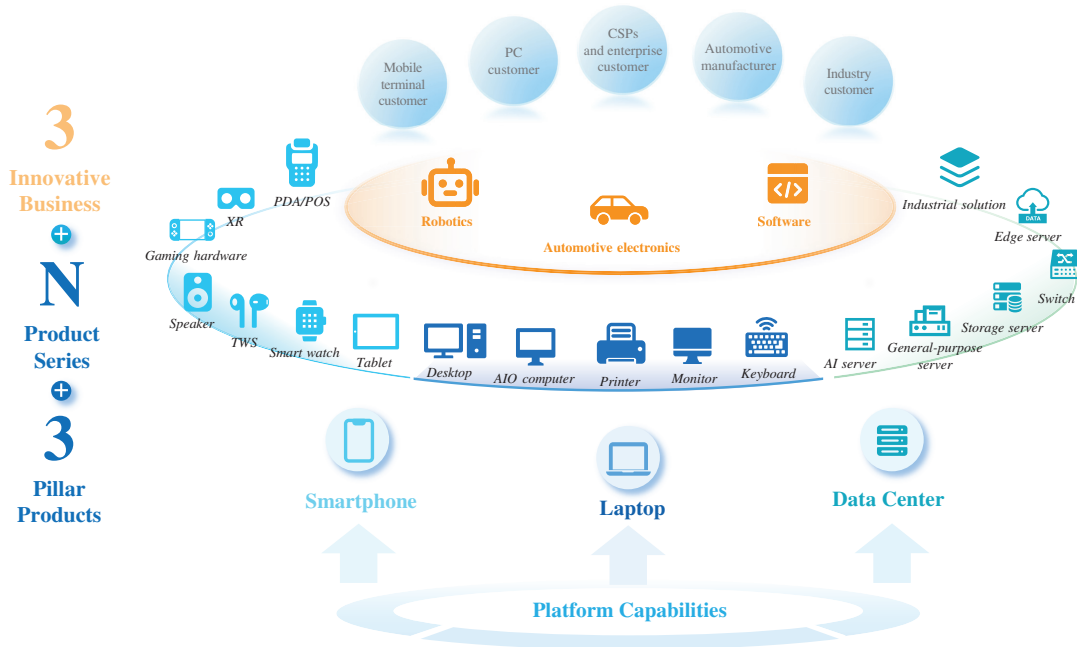 Mobile
terminal
customer
PC
customer
CSPs
and enterprise
customer
Automotive
manufacturer
Industry
customer
3
Innovative
Business
+
N
Product
Series
+
3
Pillar
Products
PDA/POS
XR
Gaming hardware
Speaker
TWS
Smart watch
Tablet
Robotics
Automotive electronics
Software
</>
Industrial solution
DATA
Edge server
Switch
Storage server
General-purpose
server
AI server
Desktop
AIO computer
Printer
Monitor
Keyboard
Smartphone
Laptop
Data Center
Platform Capabilities